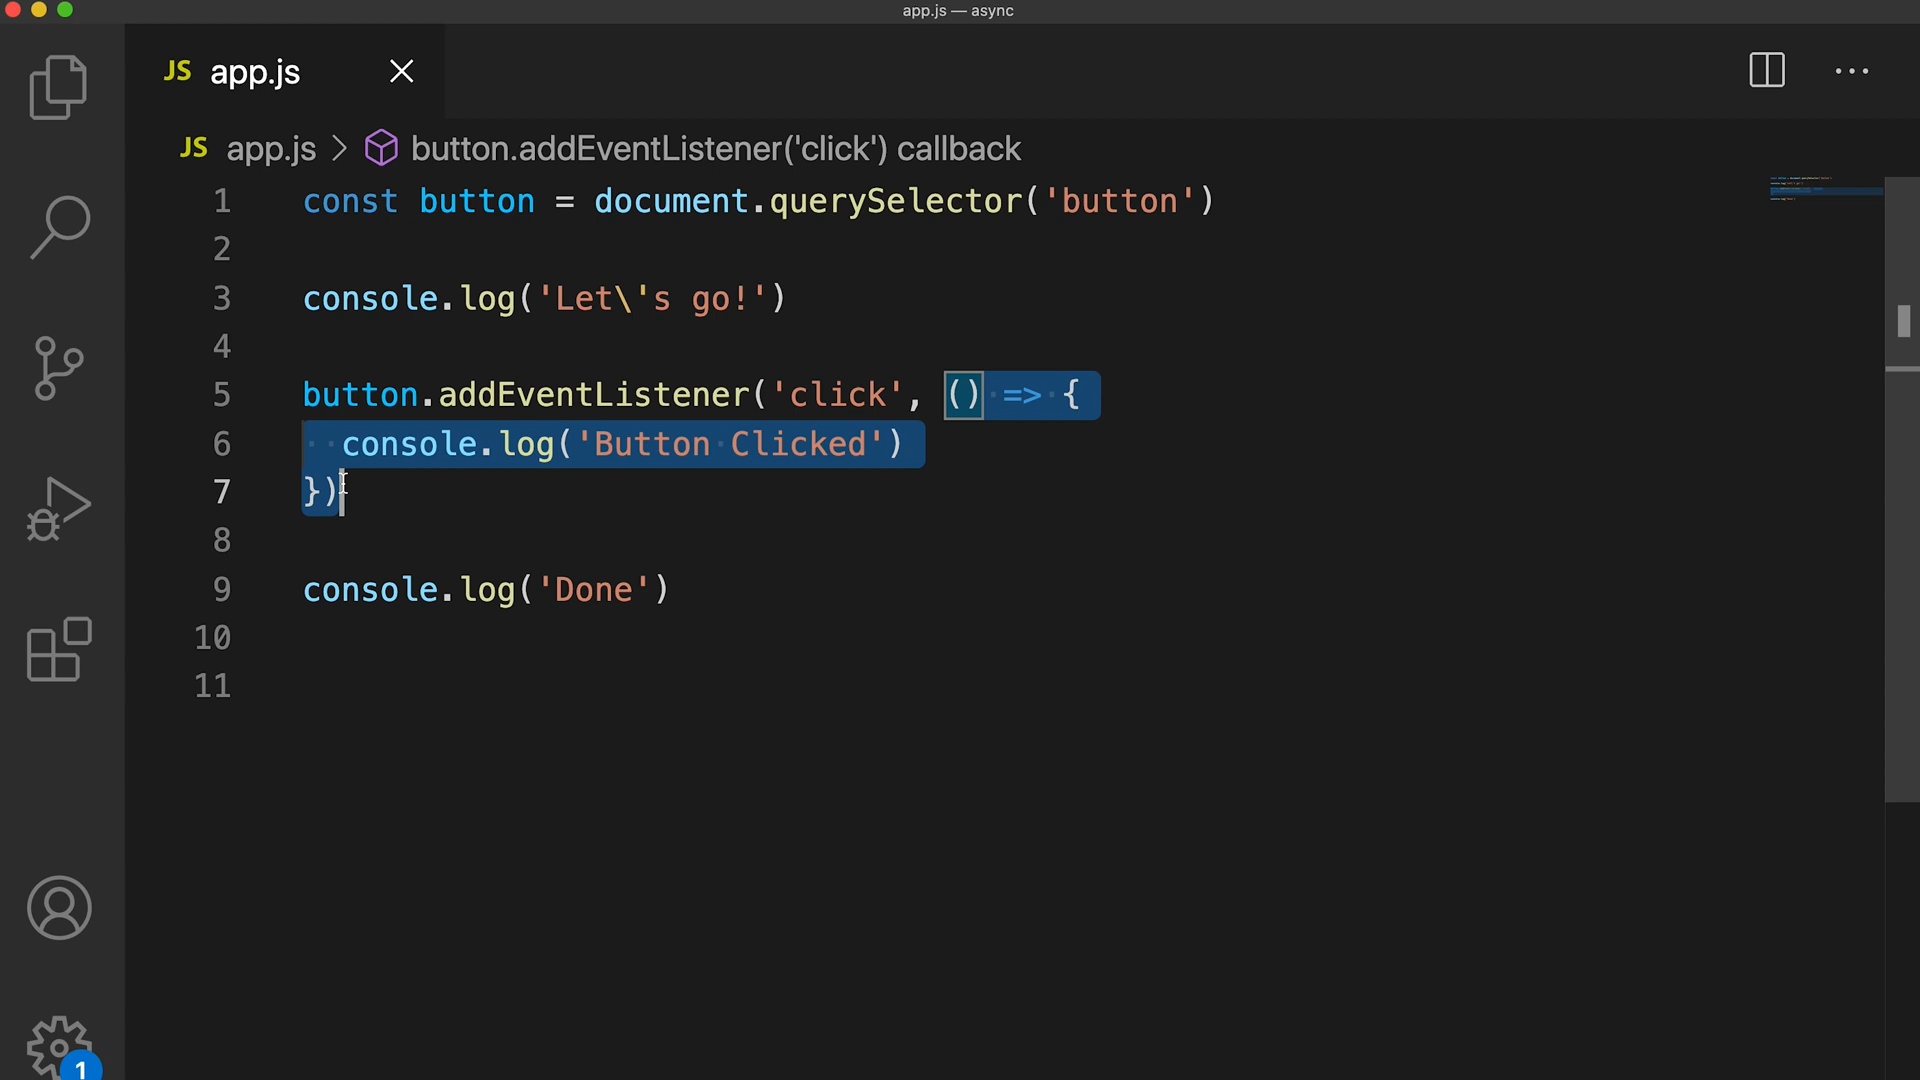 app.js — async
JS app.js
JS app.js > button.addEventListener('click') callback
1 const button = document.querySelector('button')
2
3 console.log('Let\'s go!')
4
5 button.addEventListener('click', () => {
6 console.log('Button Clicked')
7 })
8
9 console.log('Done')
10
11
1